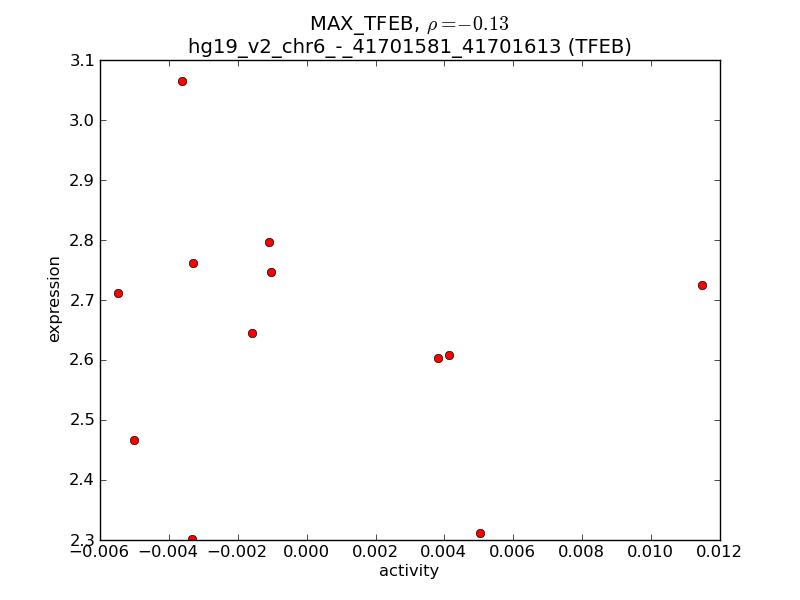 MAX_TFEB, ρ=−0.13
hg19_v2_chr6_-_41701581_41701613 (TFEB)
3.1
3.0
2.9
2.8
2.7
2.6
2.5
2.4
2.3
expression
−0.006 −0.004 −0.002 0.000 0.002 0.004 0.006 0.008 0.010 0.012
activity